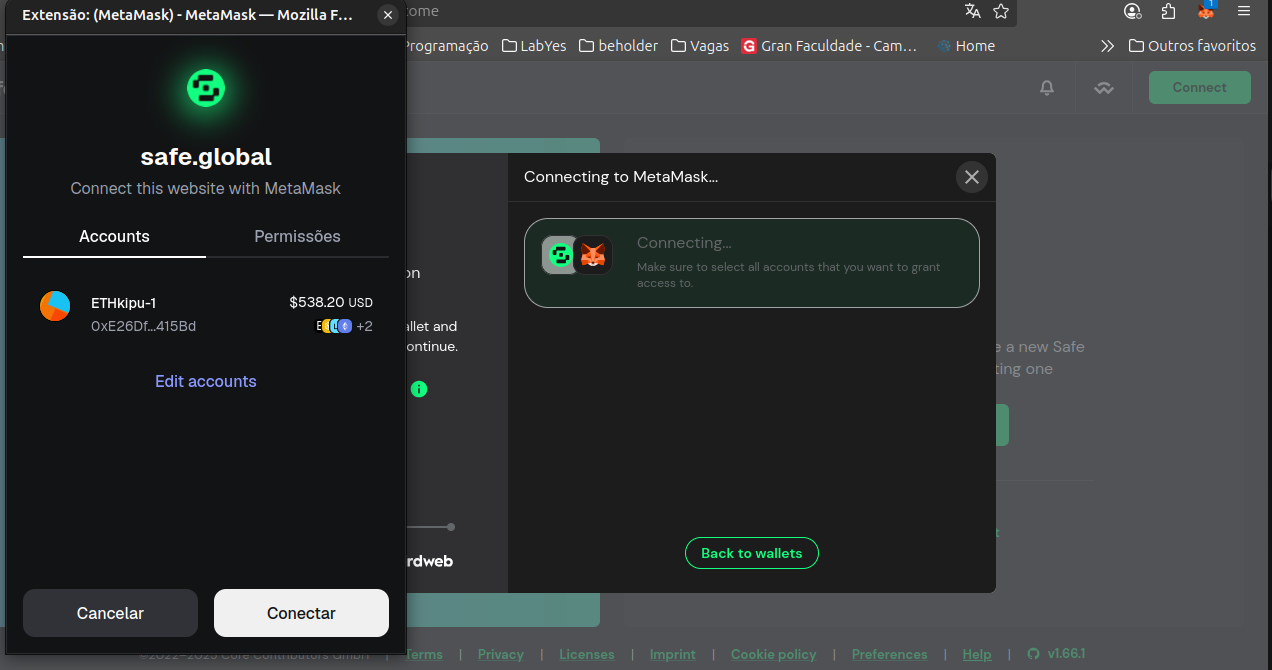 Extensão: (MetaMask) - MetaMask — Mozilla F...
ome
Programação
LabYes
beholder
Vagas
G Gran Faculdade - Cam...
Home
Outros favoritos
1
safe.global
Connect this website with MetaMask
Accounts
Permissões
ETHkipu-1
$538.20 USD
0xE26Df...415Bd
+2
Edit accounts
Cancelar
Conectar
Connect
on
allet and
ontinue.
rdweb
Connecting to MetaMask...
Connecting...
Make sure to select all accounts that you want to grant
access to.
Back to wallets
e a new Safe
ting one
Terms | Privacy | Licenses | Imprint | Cookie policy | Preferences | Help | v1.66.1